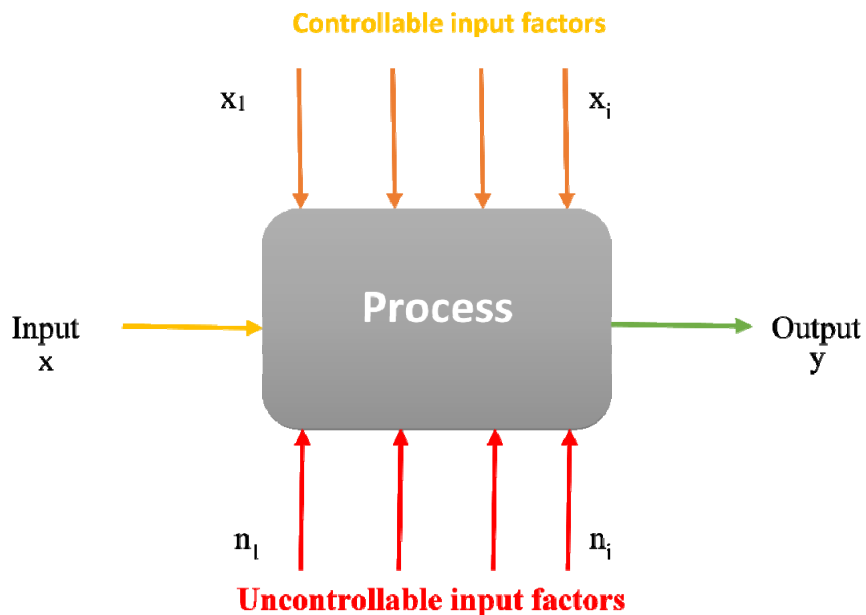 Controllable input factors
x₁
xᵢ
Process
Input
x
Output
y
n₁
nᵢ
Uncontrollable input factors